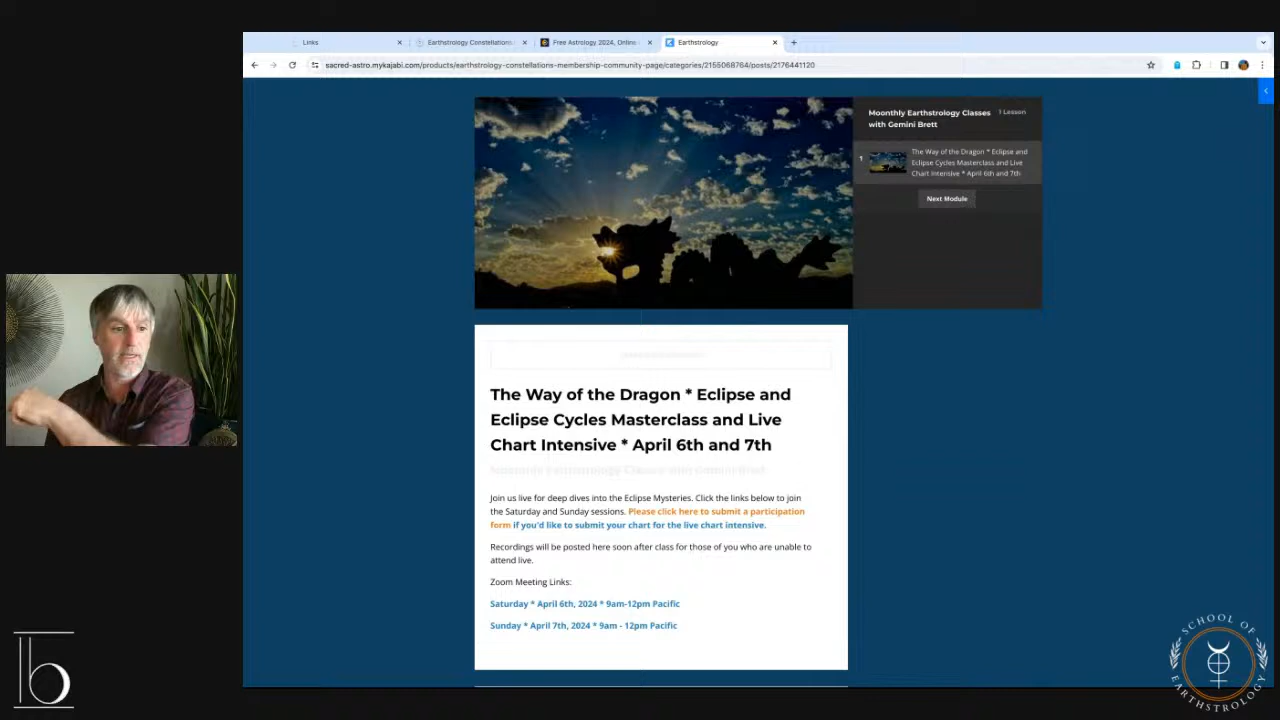 Links
Earthstrology Constellations
Free Astrology 2024, Online
Earthstrology
sacred-astro.mykajabi.com/products/earthstrology-constellations-membership-community-page/categories/2155068764/posts/2176441120
Moonthly Earthstrology Classes
with Gemini Brett
1 Lesson
1
The Way of the Dragon * Eclipse and
Eclipse Cycles Masterclass and Live
Chart Intensive * April 6th and 7th
Next Module
The Way of the Dragon * Eclipse and
Eclipse Cycles Masterclass and Live
Chart Intensive * April 6th and 7th
Join us live for deep dives into the Eclipse Mysteries. Click the links below to join
the Saturday and Sunday sessions. Please click here to submit a participation
form if you'd like to submit your chart for the live chart intensive.
Recordings will be posted here soon after class for those of you who are unable to
attend live.
Zoom Meeting Links:
Saturday * April 6th, 2024 * 9am-12pm Pacific
Sunday * April 7th, 2024 * 9am - 12pm Pacific
b
SCHOOL OF
EARTHSTROLOGY